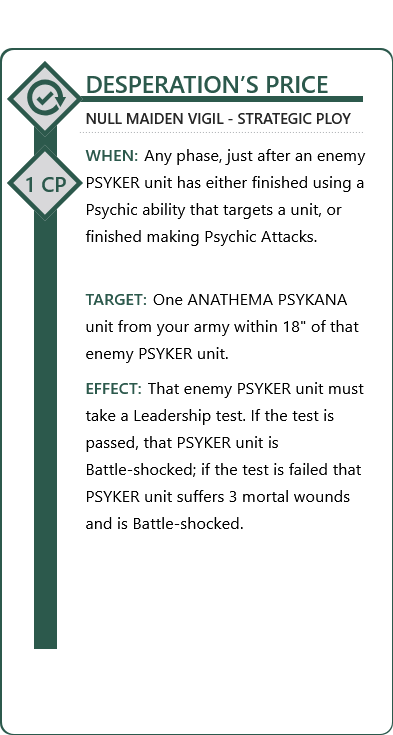 DESPERATION’S PRICE
NULL MAIDEN VIGIL - STRATEGIC PLOY
1 CP
WHEN: Any phase, just after an enemy
PSYKER unit has either finished using a
Psychic ability that targets a unit, or
finished making Psychic Attacks.
TARGET: One ANATHEMA PSYKANA
unit from your army within 18" of that
enemy PSYKER unit.
EFFECT: That enemy PSYKER unit must
take a Leadership test. If the test is
passed, that PSYKER unit is
Battle-shocked; if the test is failed that
PSYKER unit suffers 3 mortal wounds
and is Battle-shocked.